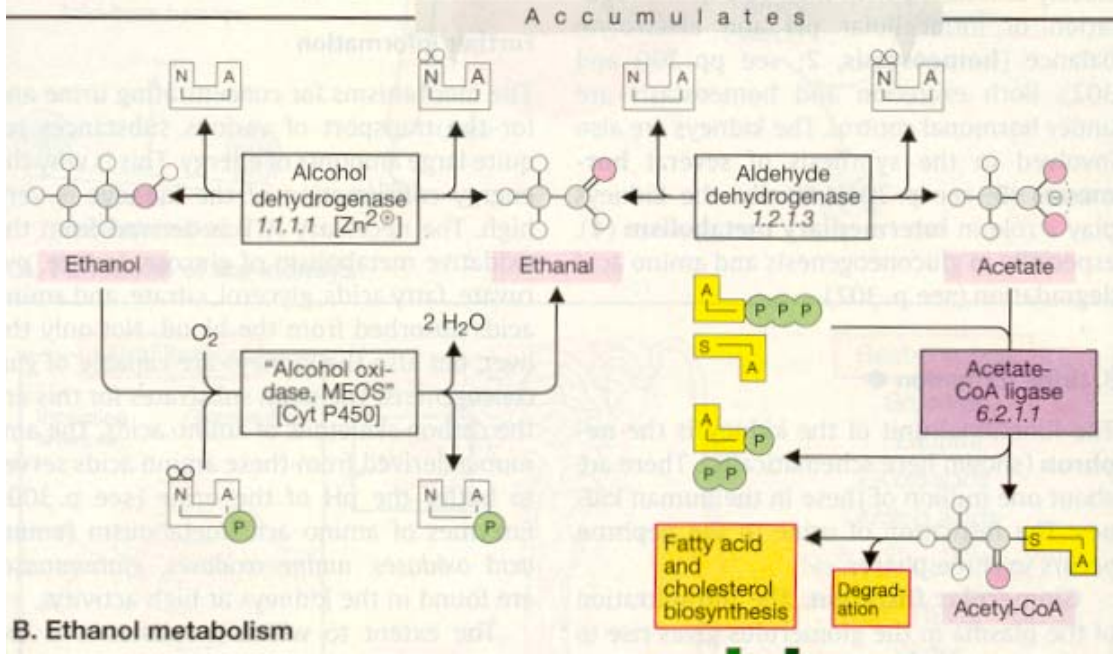 Accumulates
N A
N A
N A
N A
Alcohol
dehydrogenase
1.1.1.1 [Zn2⊕]
Aldehyde
dehydrogenase
1.2.1.3
Ethanol
Ethanal
Acetate
O2
2 H2O
A P P P
S A
"Alcohol oxi-
dase, MEOS"
[Cyt P450]
Acetate-
CoA ligase
6.2.1.1
A P
P P
N A P
N A P
Fatty acid
and
cholesterol
biosynthesis
Degrad-
ation
S A
Acetyl-CoA
B. Ethanol metabolism